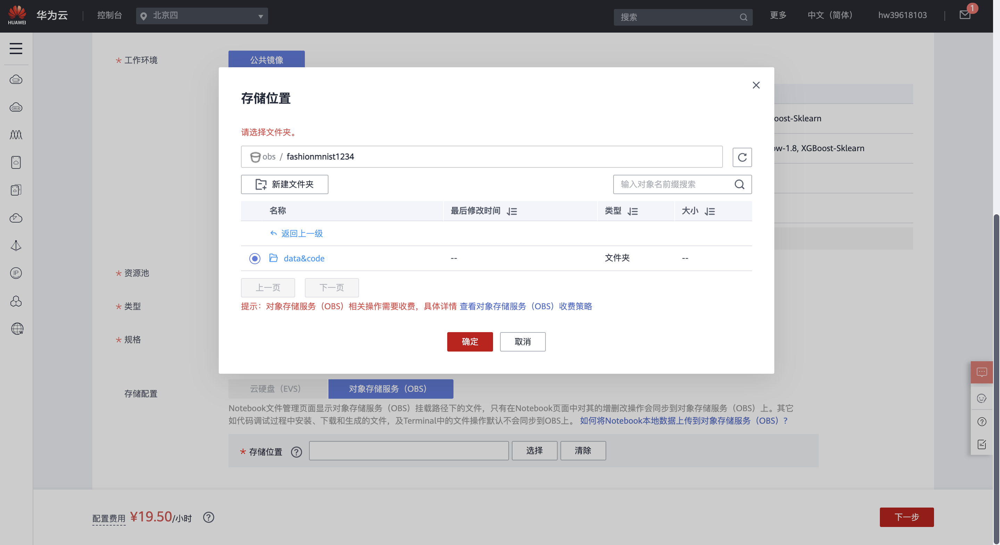 HUAWEI
华为云 控制台 北京四 搜索 更多 中文（简体） hw39618103 1
* 工作环境 公共镜像
存储位置
请选择文件夹。
oost-Sklearn
w-1.8, XGBoost-Sklearn
obs / fashionmnist1234
新建文件夹 输入对象名前缀搜索
名称 最后修改时间 类型 大小
返回上一级
data&code -- 文件夹 --
* 资源池
上一页 下一页
* 类型
提示：对象存储服务（OBS）相关操作需要收费，具体详情 查看对象存储服务（OBS）收费策略
* 规格
确定 取消
IP
W
存储配置 云硬盘（EVS） 对象存储服务（OBS）
Notebook文件管理页面显示对象存储服务（OBS）挂载路径下的文件，只有在Notebook页面中对其的增删改操作会同步到对象存储服务（OBS）上。其它
如代码调试过程中安装、下载和生成的文件，及Terminal中的文件操作默认不会同步到OBS上。 如何将Notebook本地数据上传到对象存储服务（OBS）?
* 存储位置 ? 选择 清除
配置费用 ¥19.50/小时 ? 下一步